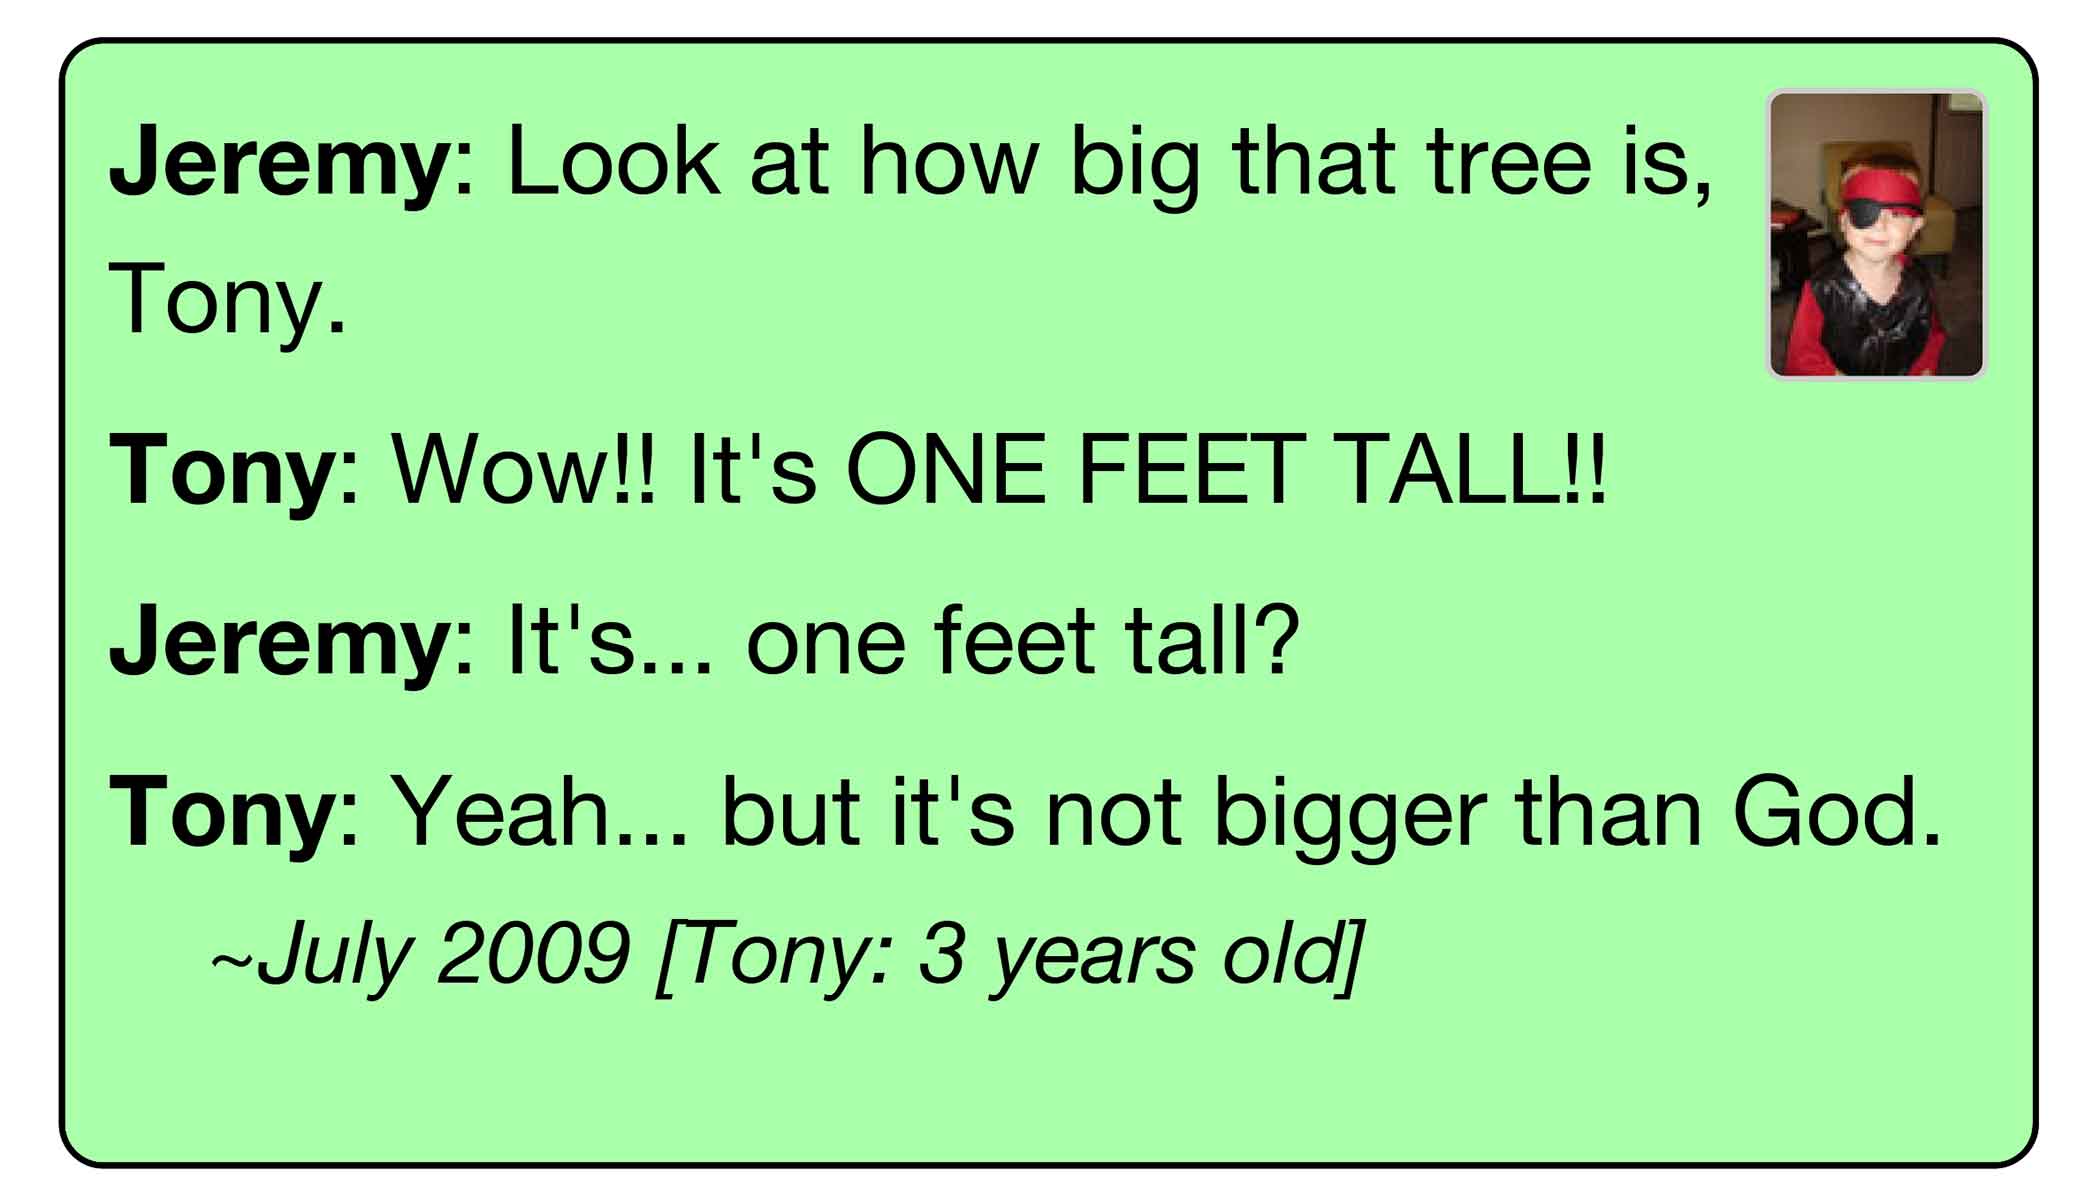 Jeremy: Look at how big that tree is,
Tony.
Tony: Wow!! It's ONE FEET TALL!!
Jeremy: It's... one feet tall?
Tony: Yeah... but it's not bigger than God.
~July 2009 [Tony: 3 years old]